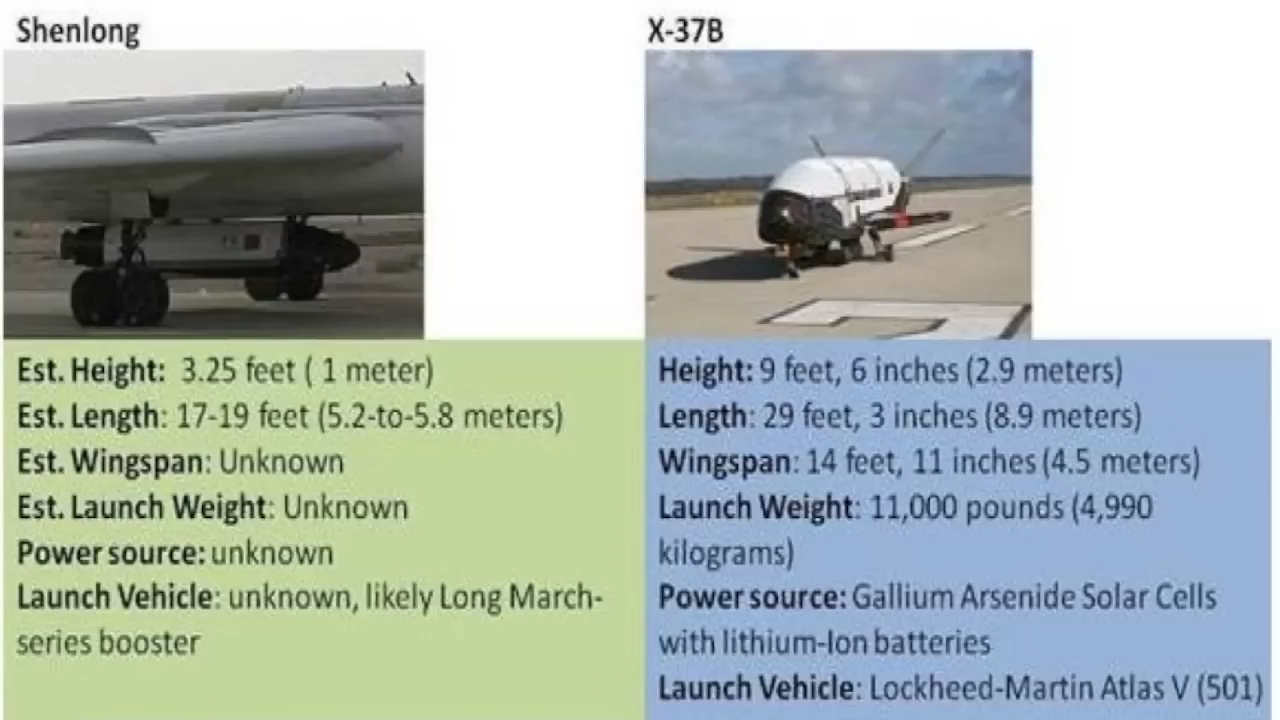 Shenlong
Est. Height: 3.25 feet ( 1 meter)
Est. Length: 17-19 feet (5.2-to-5.8 meters)
Est. Wingspan: Unknown
Est. Launch Weight: Unknown
Power source: unknown
Launch Vehicle: unknown, likely Long March-
series booster
X-37B
Height: 9 feet, 6 inches (2.9 meters)
Length: 29 feet, 3 inches (8.9 meters)
Wingspan: 14 feet, 11 inches (4.5 meters)
Launch Weight: 11,000 pounds (4,990
kilograms)
Power source: Gallium Arsenide Solar Cells
with lithium-Ion batteries
Launch Vehicle: Lockheed-Martin Atlas V (501)